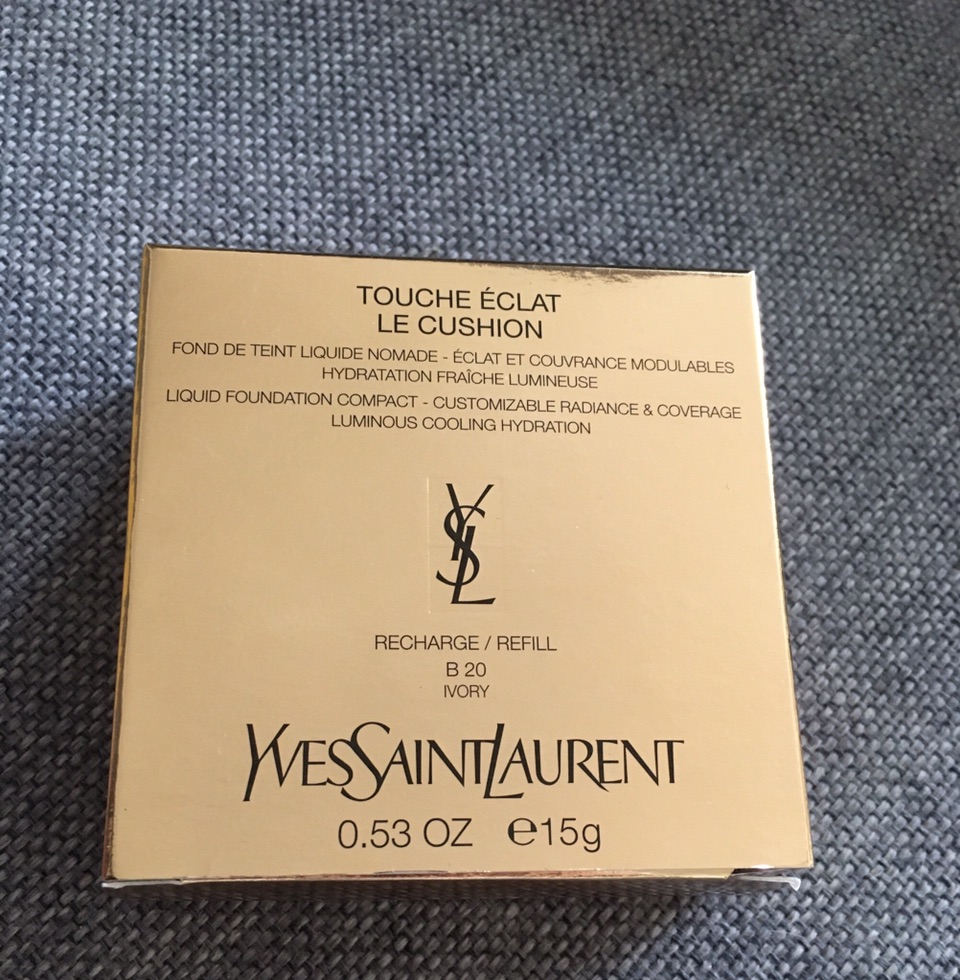 TOUCHE ÉCLAT
LE CUSHION
FOND DE TEINT LIQUIDE NOMADE - ÉCLAT ET COUVRANCE MODULABLES
HYDRATATION FRAÎCHE LUMINEUSE
LIQUID FOUNDATION COMPACT - CUSTOMIZABLE RADIANCE & COVERAGE
LUMINOUS COOLING HYDRATION
YSL
RECHARGE / REFILL
B 20
IVORY
YVESSAINTLAURENT
0.53 OZ ℮15g